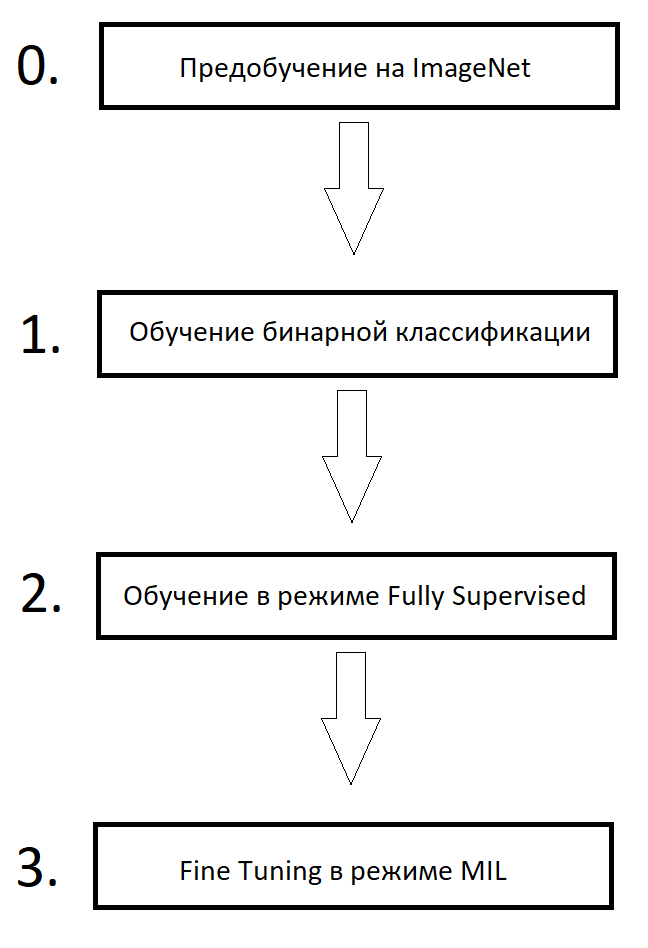 0.
Предобучение на ImageNet
1.
Обучение бинарной классификации
2.
Обучение в режиме Fully Supervised
3.
Fine Tuning в режиме MIL